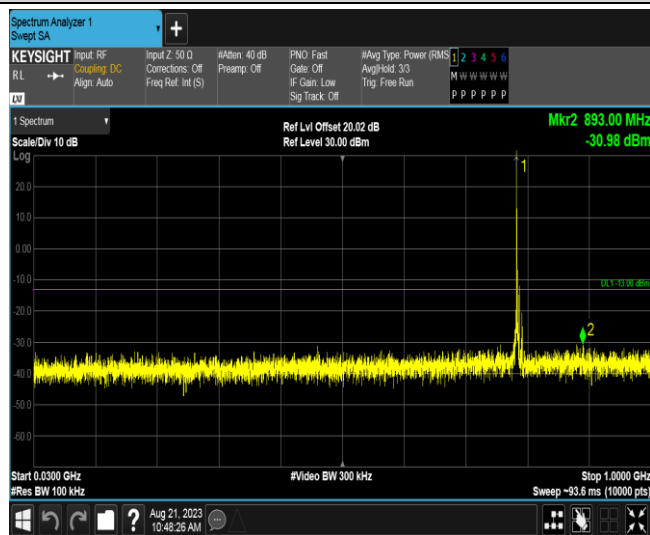 Spectrum Analyzer 1
Swept SA
+
KEYSIGHT Input: RF Input Z: 50 Ω #Atten: 40 dB PNO: Fast #Avg Type: Power (RMS 1 2 3 4 5 6
RL Coupling: DC Corrections: Off Preamp: Off Gate: Off Avg|Hold: 3/3 M W W W W W
Align: Auto Freq Ref: Int (S) IF Gain: Low Trig: Free Run
Sig Track: Off P P P P P P
LXI
1 Spectrum Ref Lvl Offset 20.02 dB Mkr2 893.00 MHz
Scale/Div 10 dB Ref Level 30.00 dBm -30.98 dBm
Log
1
20.0
10.0
0.00
-10.0
DL1 -13.00 dBm
-20.0
2
-30.0
-40.0
-50.0
-60.0
Start 0.0300 GHz #Video BW 300 kHz Stop 1.0000 GHz
#Res BW 100 kHz Sweep ~93.6 ms (10000 pts)
? Aug 21, 2023
10:48:26 AM